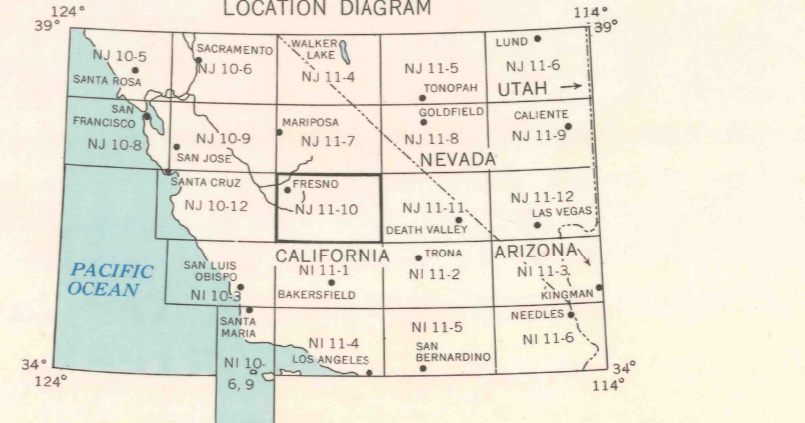 LOCATION DIAGRAM
124°
39°
114°
39°
NJ 10-5
SANTA ROSA
SACRAMENTO
NJ 10-6
WALKER
LAKE
NJ 11-4
NJ 11-5
TONOPAH
LUND
NJ 11-6
UTAH
SAN
FRANCISCO
NJ 10-8
NJ 10-9
SAN JOSE
MARIPOSA
NJ 11-7
GOLDFIELD
NJ 11-8
NEVADA
CALIENTE
NJ 11-9
SANTA CRUZ
NJ 10-12
FRESNO
NJ 11-10
NJ 11-11
DEATH VALLEY
NJ 11-12
LAS VEGAS
PACIFIC
OCEAN
SAN LUIS
OBISPO
NI 10-3
CALIFORNIA
NI 11-1
BAKERSFIELD
TRONA
NI 11-2
ARIZONA
NI 11-3
KINGMAN
SANTA
MARIA
NI 10-
6, 9
NI 11-4
LOS ANGELES
NI 11-5
SAN
BERNARDINO
NEEDLES
NI 11-6
34°
124°
34°
114°